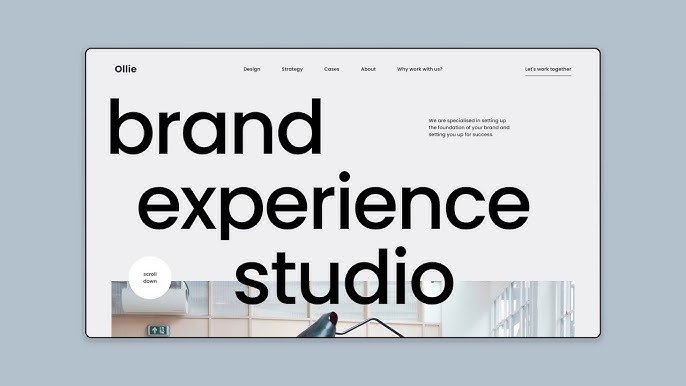 Ollie
Design
Strategy
Cases
About
Why work with us?
Let's work together
brand
experience
studio
We are specialised in setting up
the foundation of your brand and
setting you up for success.
scroll
down